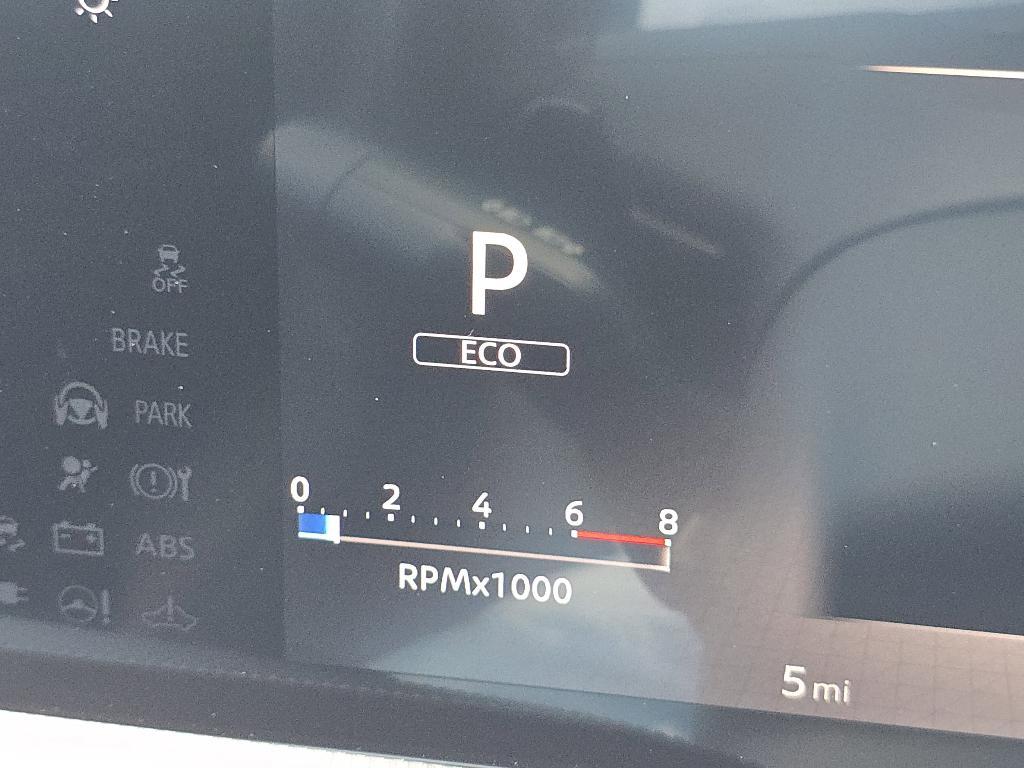 P
ECO
OFF
BRAKE
PARK
ABS
0 2 4 6 8
RPMx1000
5 mi